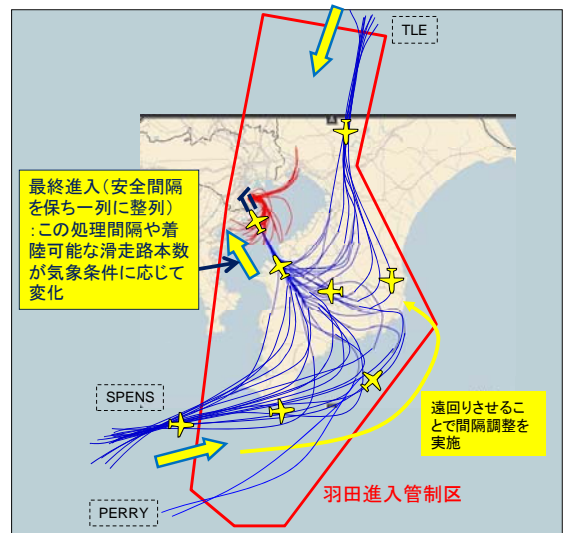 TLE
最終進入(安全間隔
を保ち一列に整列)
:この処理間隔や着
陸可能な滑走路本数
が気象条件に応じて
変化
SPENS
遠回りさせるこ
とで間隔調整を
実施
羽田進入管制区
PERRY